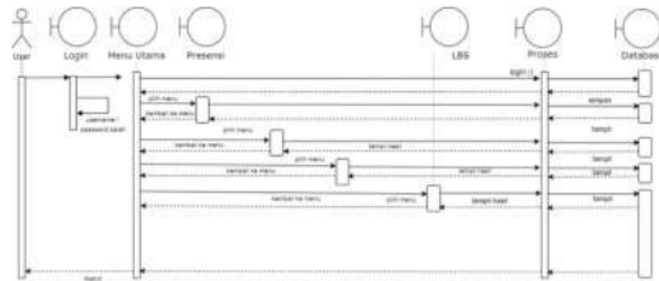 User
Login
Menu Utama
Presensi
LBS
Proses
Databas
login ()
pilih menu
simpan
kembali ke menu
username /
password salah
tampil
pilih menu
kembali ke menu
tampil hasil
tampil
pilih menu
kembali ke menu
tampil hasil
tampil
kembali ke menu
pilih menu
tampil hasil
tampil
logout